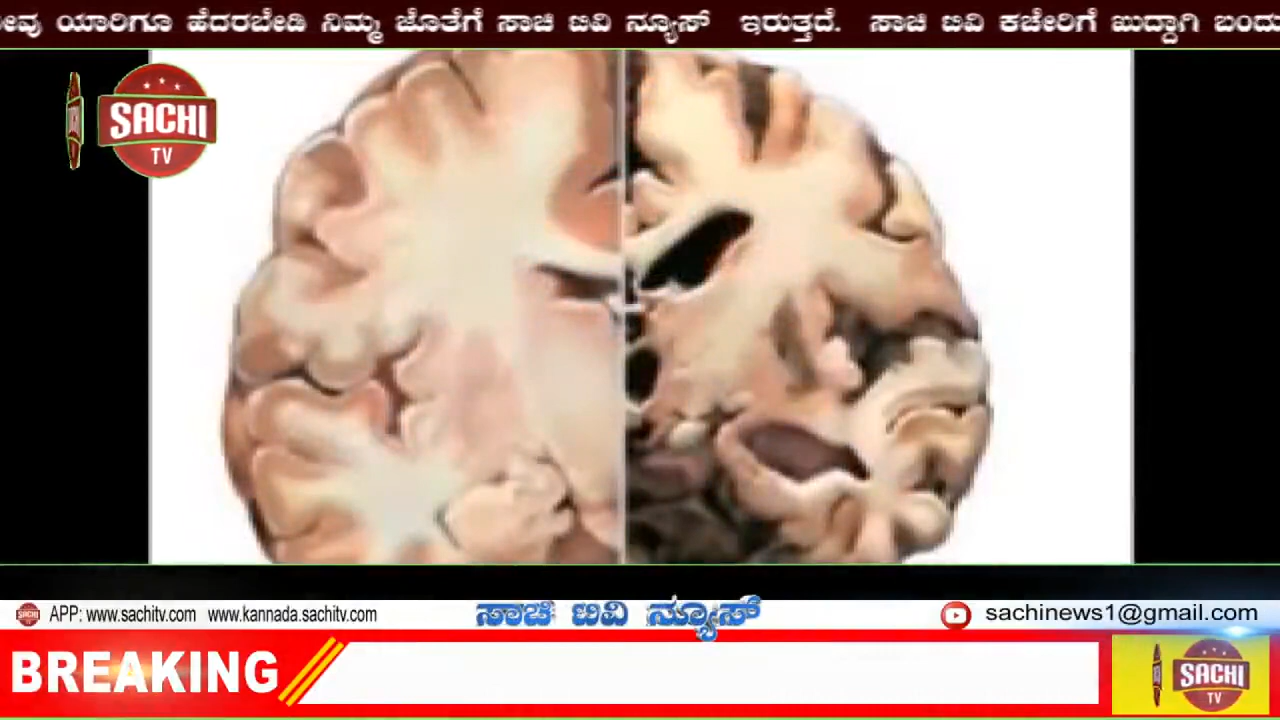 ಯಾರಿಗೂ ಹೆದರಬೇಡಿ ನಿಮ್ಮ ಜೊತೆಗೆ ಸಾಚಿ ಟಿವಿ ನ್ಯೂಸ್ ಇರುತ್ತದೆ. ಸಾಚಿ ಟಿವಿ ಕಚೇರಿಗೆ ಖುದ್ದಾಗಿ
SACHI
TV
APP: www.sachitv.com www.kannada.sachitv.com
ಸಾಚಿ ಟಿವಿ ನ್ಯೂಸ್
sachinews1@gmail.com
BREAKING
SACHI
TV